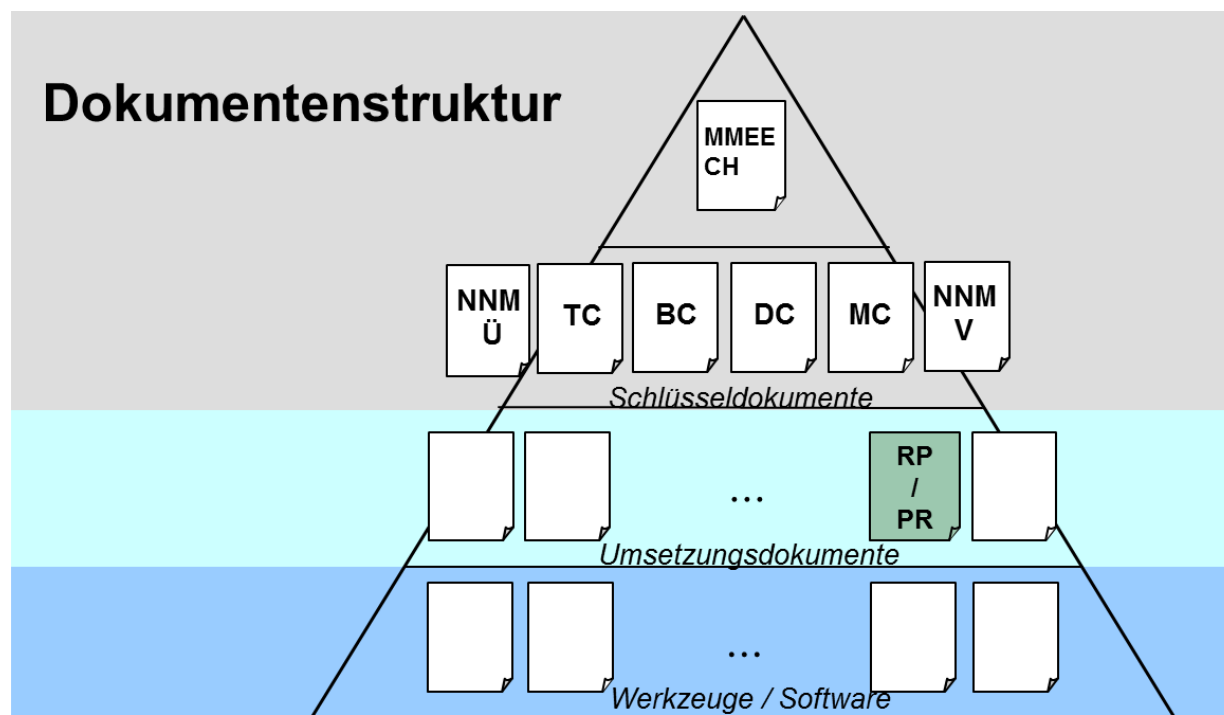 Dokumentenstruktur
MMEE
CH
NNM
Ü
TC
BC
DC
MC
NNM
V
Schlüsseldokumente
...
RP
/
PR
Umsetzungsdokumente
...
Werkzeuge / Software